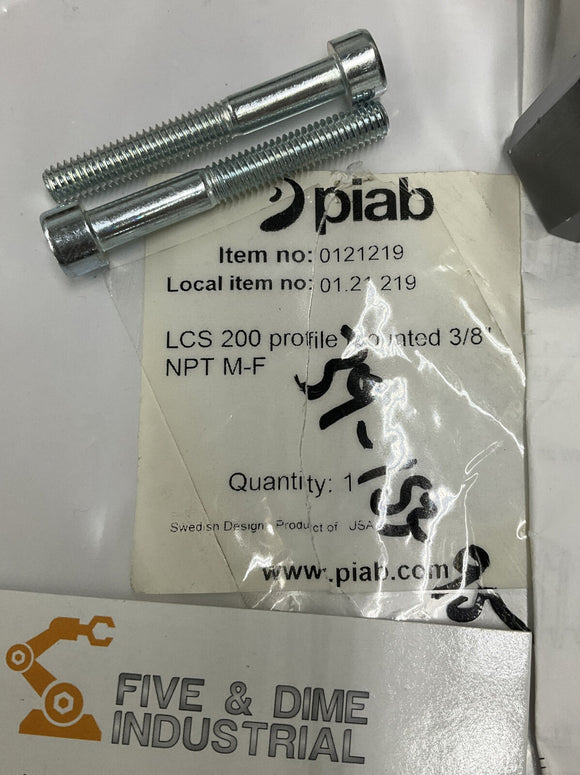 piab
Item no: 0121219
Local item no: 01.21.219
LCS 200 profile mounted 3/8"
NPT M-F
Quantity: 1
Swedish Design Product of USA
www.piab.com
FIVE & DIME
INDUSTRIAL